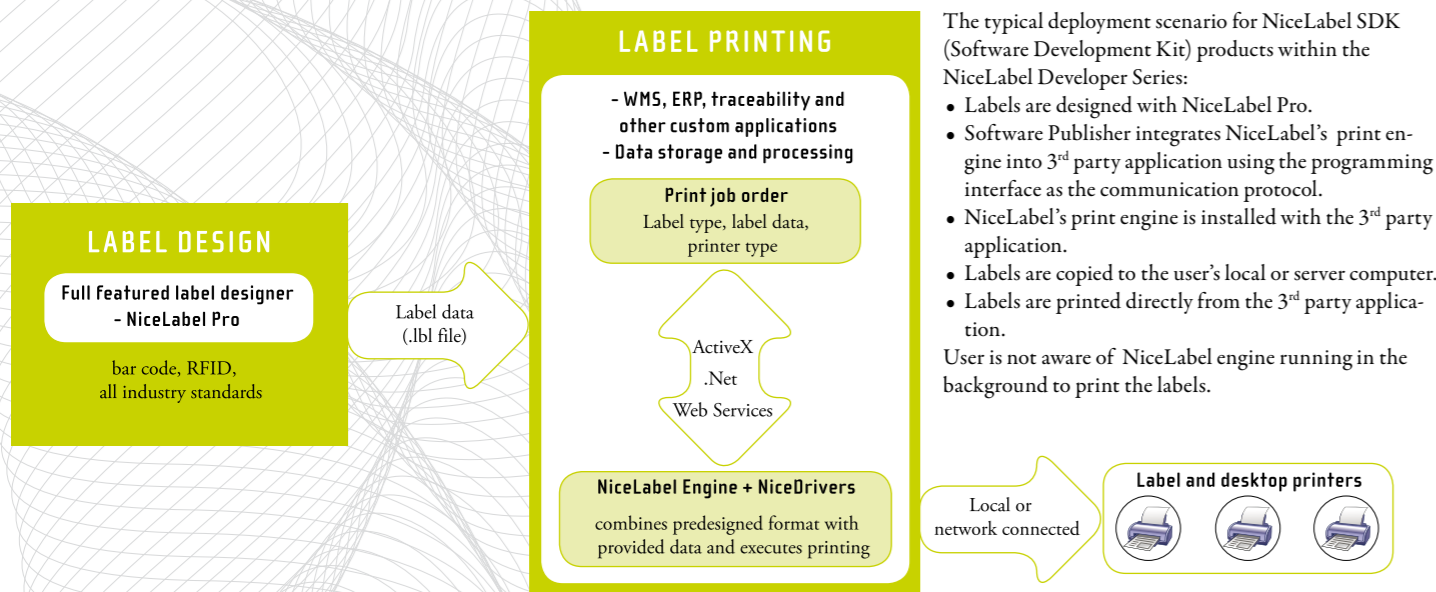 LABEL DESIGN
Full featured label designer
- NiceLabel Pro
bar code, RFID,
all industry standards
Label data
(.lbl file)
LABEL PRINTING
- WMS, ERP, traceability and
other custom applications
- Data storage and processing
Print job order
Label type, label data,
printer type
ActiveX
.Net
Web Services
NiceLabel Engine + NiceDrivers
combines predesigned format with
provided data and executes printing
Local or
network connected
Label and desktop printers
The typical deployment scenario for NiceLabel SDK
(Software Development Kit) products within the
NiceLabel Developer Series:
• Labels are designed with NiceLabel Pro.
• Software Publisher integrates NiceLabel's print en-
gine into 3rd party application using the programming
interface as the communication protocol.
• NiceLabel's print engine is installed with the 3rd party
application.
• Labels are copied to the user's local or server computer.
• Labels are printed directly from the 3rd party applica-
tion.
User is not aware of NiceLabel engine running in the
background to print the labels.